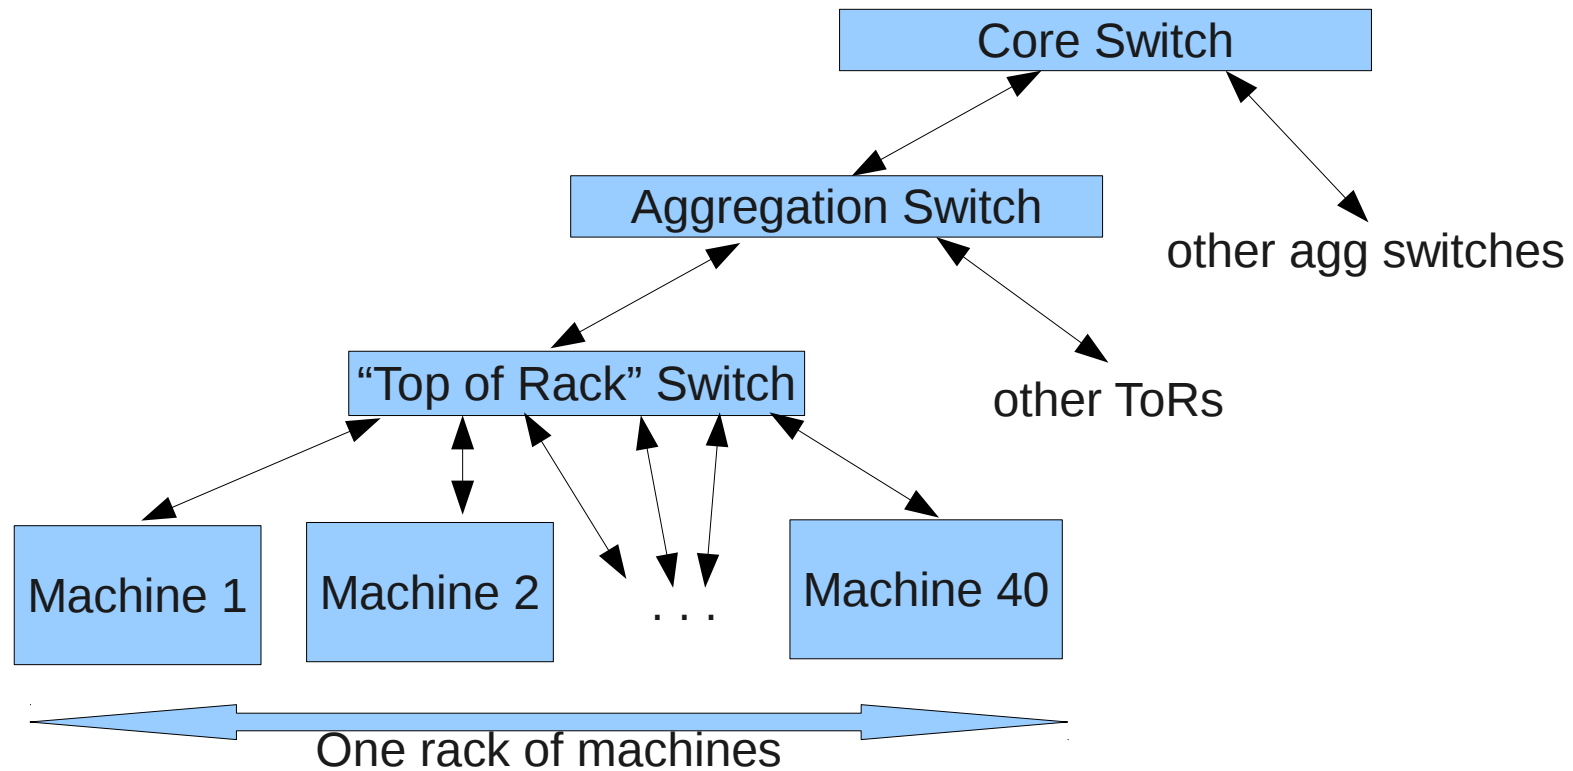 Core Switch
Aggregation Switch
other agg switches
“Top of Rack” Switch
other ToRs
Machine 1
Machine 2
. . .
Machine 40
One rack of machines